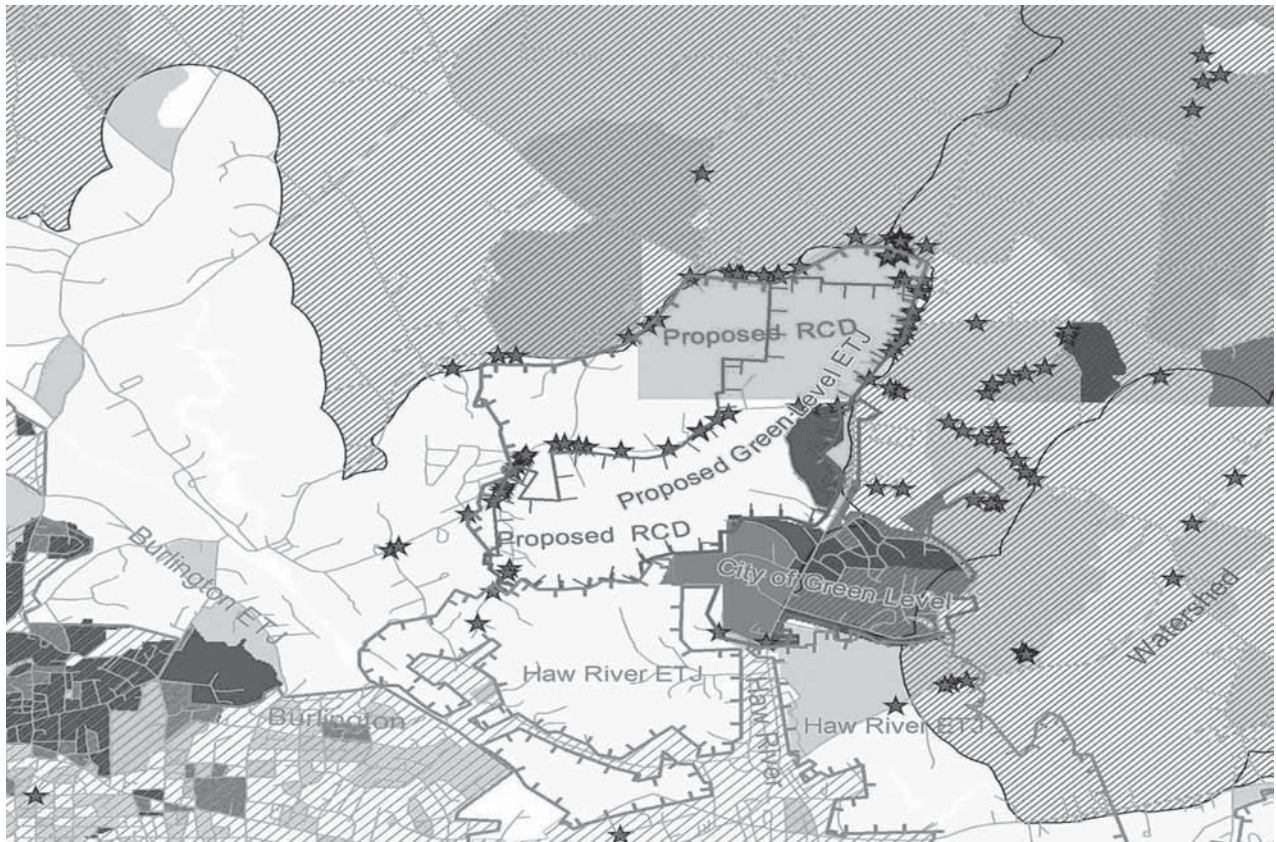 Proposed RCD
Proposed Green-Level ETJ
Proposed RCD
Burlington ETJ
City of Green Level
Watershed
Haw River ETJ
Burlington
Haw River
Haw River ETJ